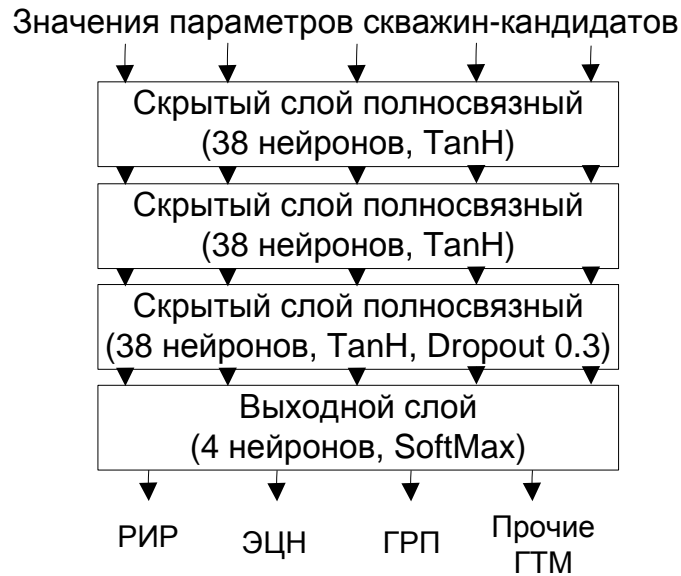 Значения параметров скважин-кандидатов
Скрытый слой полносвязный
(38 нейронов, TanH)
Скрытый слой полносвязный
(38 нейронов, TanH)
Скрытый слой полносвязный
(38 нейронов, TanH, Dropout 0.3)
Выходной слой
(4 нейронов, SoftMax)
РИР
ЭЦН
ГРП
Прочие
ГТМ